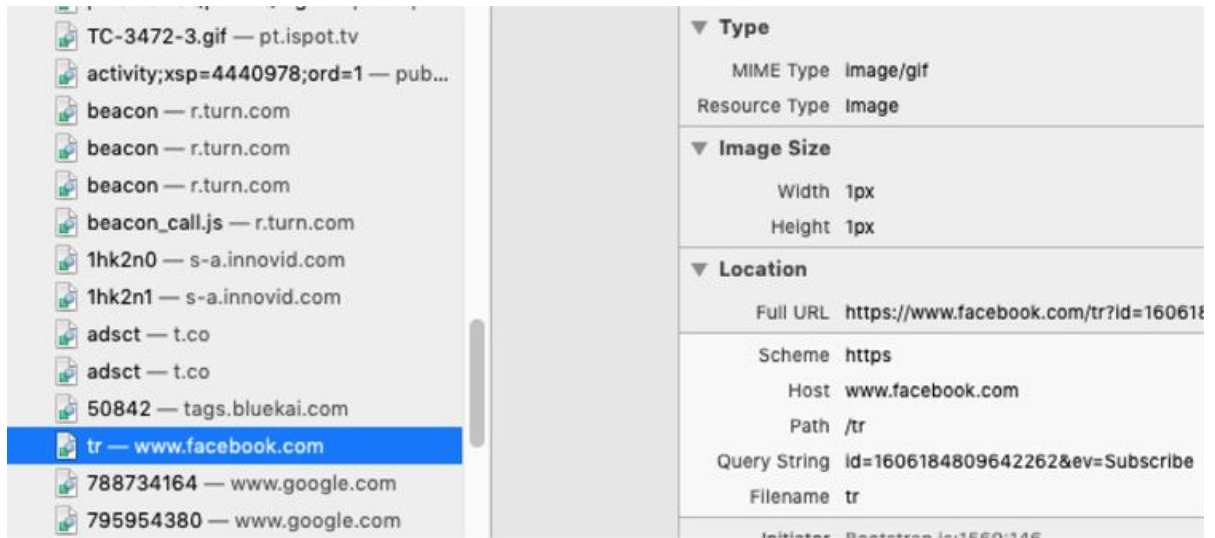 TC-3472-3.gif — pt.ispot.tv
activity;xsp=4440978;ord=1 — pub...
beacon — r.turn.com
beacon — r.turn.com
beacon — r.turn.com
beacon_call.js — r.turn.com
1hk2n0 — s-a.innovid.com
1hk2n1 — s-a.innovid.com
adsct — t.co
adsct — t.co
50842 — tags.bluekai.com
tr — www.facebook.com
788734164 — www.google.com
795954380 — www.google.com
Type
MIME Type image/gif
Resource Type Image
Image Size
Width 1px
Height 1px
Location
Full URL https://www.facebook.com/tr?id=16061
Scheme https
Host www.facebook.com
Path /tr
Query String id=1606184809642262&ev=Subscribe
Filename tr